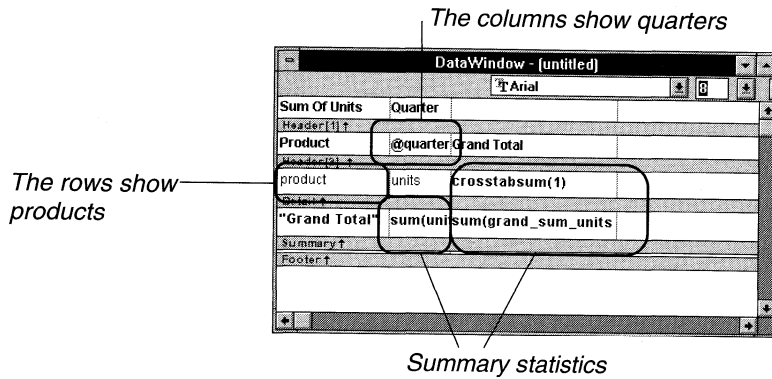 The columns show quarters
DataWindow - (untitled)
Arial 8
Sum Of Units Quarter
Header[1] ↑
Product @quarter Grand Total
Header[2] ↑
The rows show
products
product units crosstabsum(1)
Detail ↑
"Grand Total" sum(uni sum(grand_sum_units
Summary ↑
Footer ↑
Summary statistics